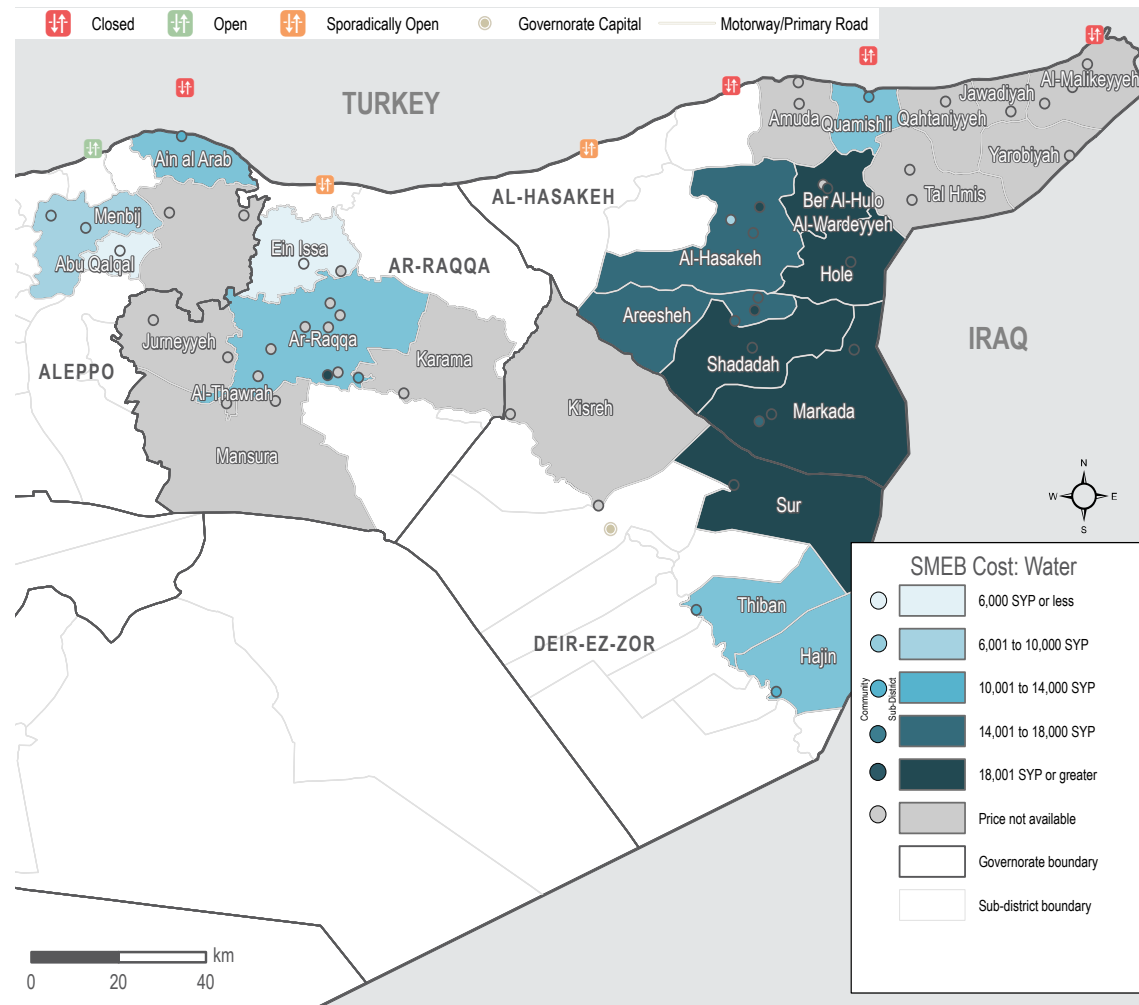 Closed
Open
Sporadically Open
Governorate Capital
Motorway/Primary Road
TURKEY
Al-Malikeyyeh
Jawadiyah
Amuda
Quamishli
Qahtaniyyeh
Yarobiyah
Tal Hmis
Ain al Arab
AL-HASAKEH
Ber Al-Hulo
Al-Wardeyyeh
Menbij
Abu Qalqal
Ein Issa
AR-RAQQA
Al-Hasakeh
Hole
Areesheh
IRAQ
Jurneyyeh
Ar-Raqqa
Karama
Shadadah
ALEPPO
Al-Thawrah
Kisreh
Markada
Mansura
Sur
N
W
E
S
Thiban
DEIR-EZ-ZOR
Hajin
SMEB Cost: Water
6,000 SYP or less
6,001 to 10,000 SYP
Community
Sub-District
10,001 to 14,000 SYP
14,001 to 18,000 SYP
18,001 SYP or greater
Price not available
Governorate boundary
Sub-district boundary
km
0 20 40